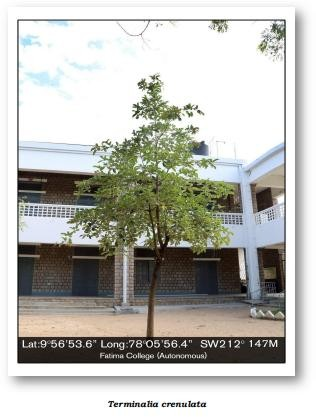 Lat:9°56'53.6" Long:78°05'56.4" SW212° 147M
Fatima College (Autonomous)
Terminalia crenulata